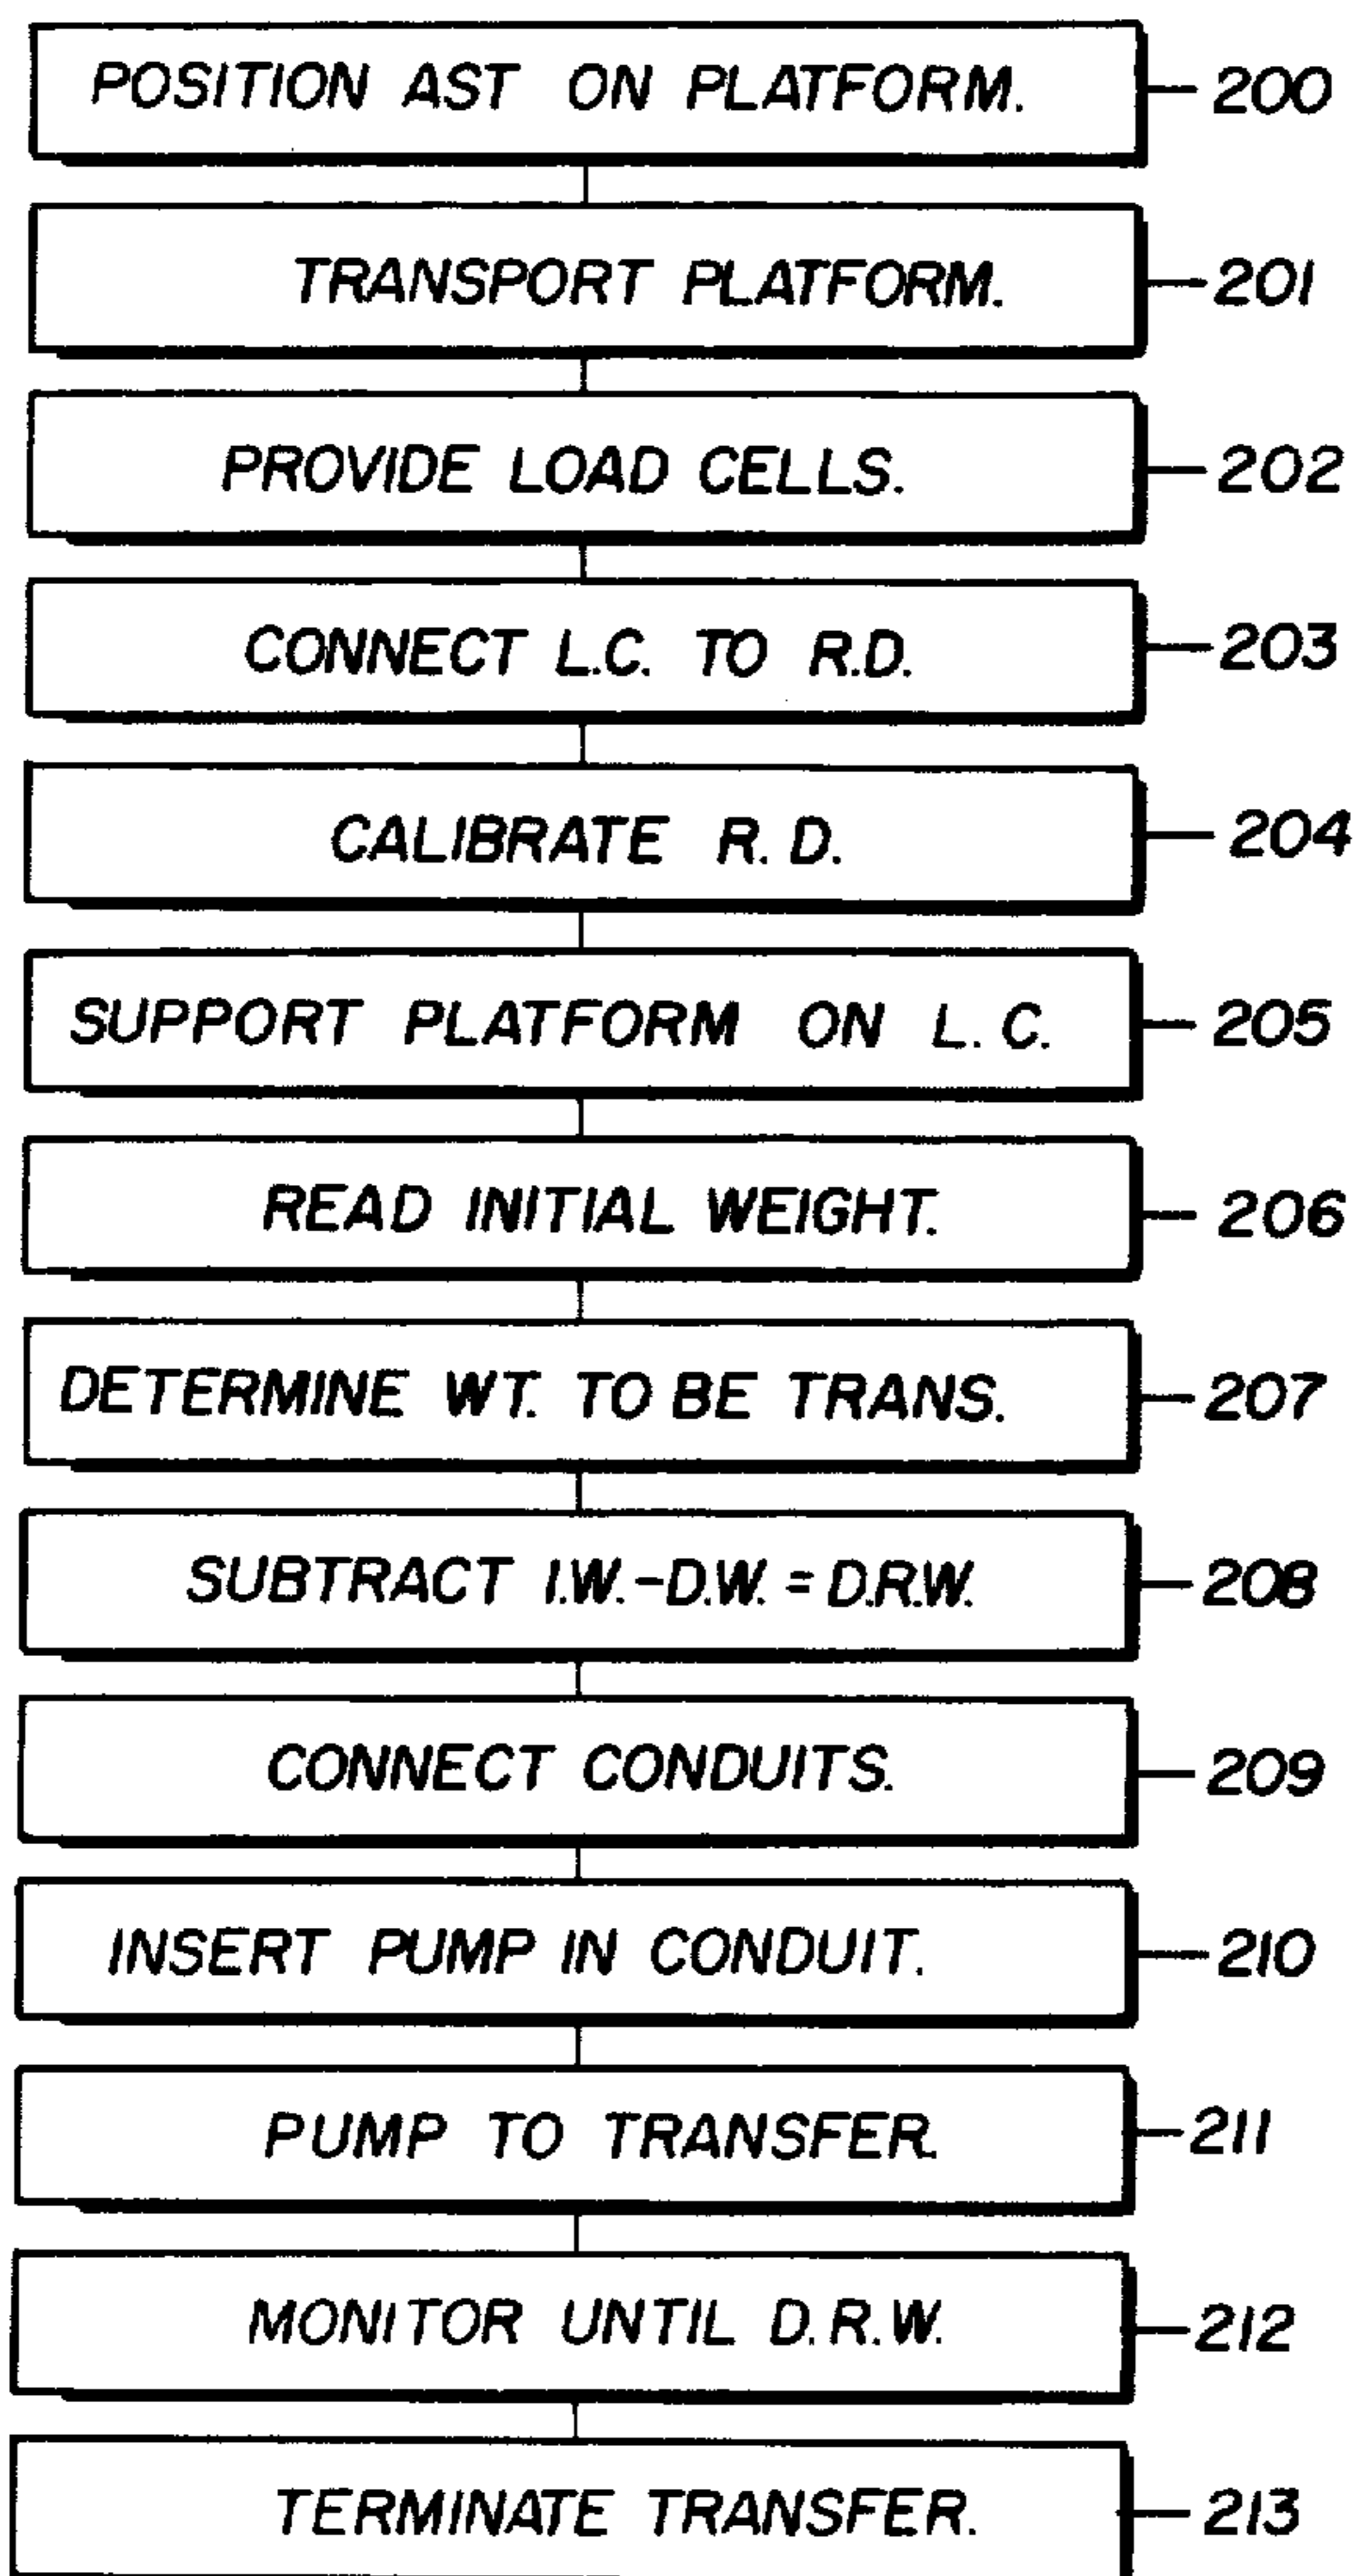 POSITION AST ON PLATFORM. 200
TRANSPORT PLATFORM. 201
PROVIDE LOAD CELLS. 202
CONNECT L.C. TO R.D. 203
CALIBRATE R. D. 204
SUPPORT PLATFORM ON L. C. 205
READ INITIAL WEIGHT. 206
DETERMINE WT. TO BE TRANS. 207
SUBTRACT I.W.-D.W. = D.R.W. 208
CONNECT CONDUITS. 209
INSERT PUMP IN CONDUIT. 210
PUMP TO TRANSFER. 211
MONITOR UNTIL D. R. W. 212
TERMINATE TRANSFER. 213